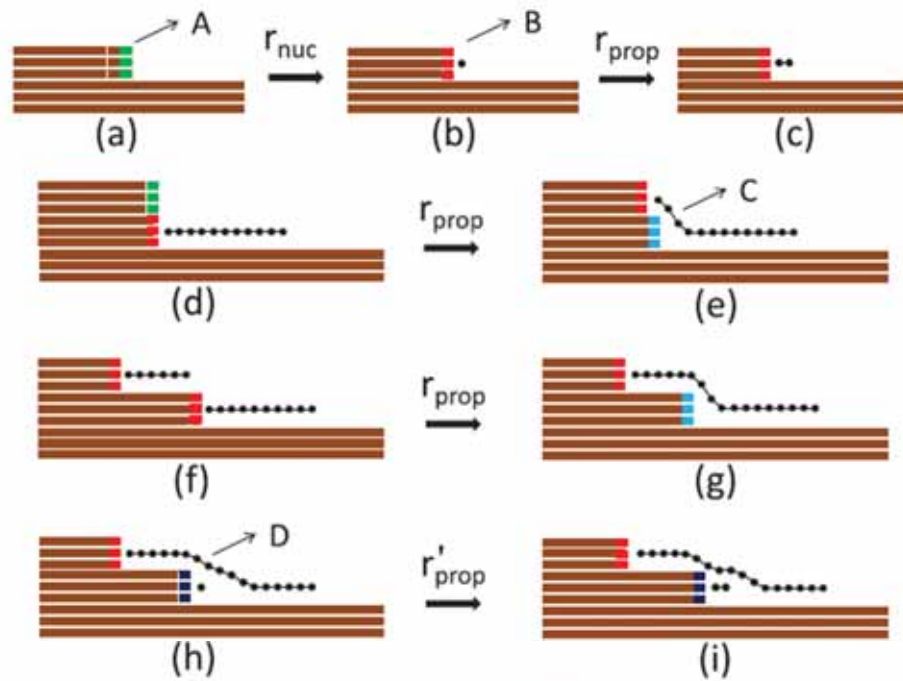 A r_nuc B r_prop
(a) (b) (c)
r_prop C
(d) (e)
r_prop
(f) (g)
D r'_prop
(h) (i)